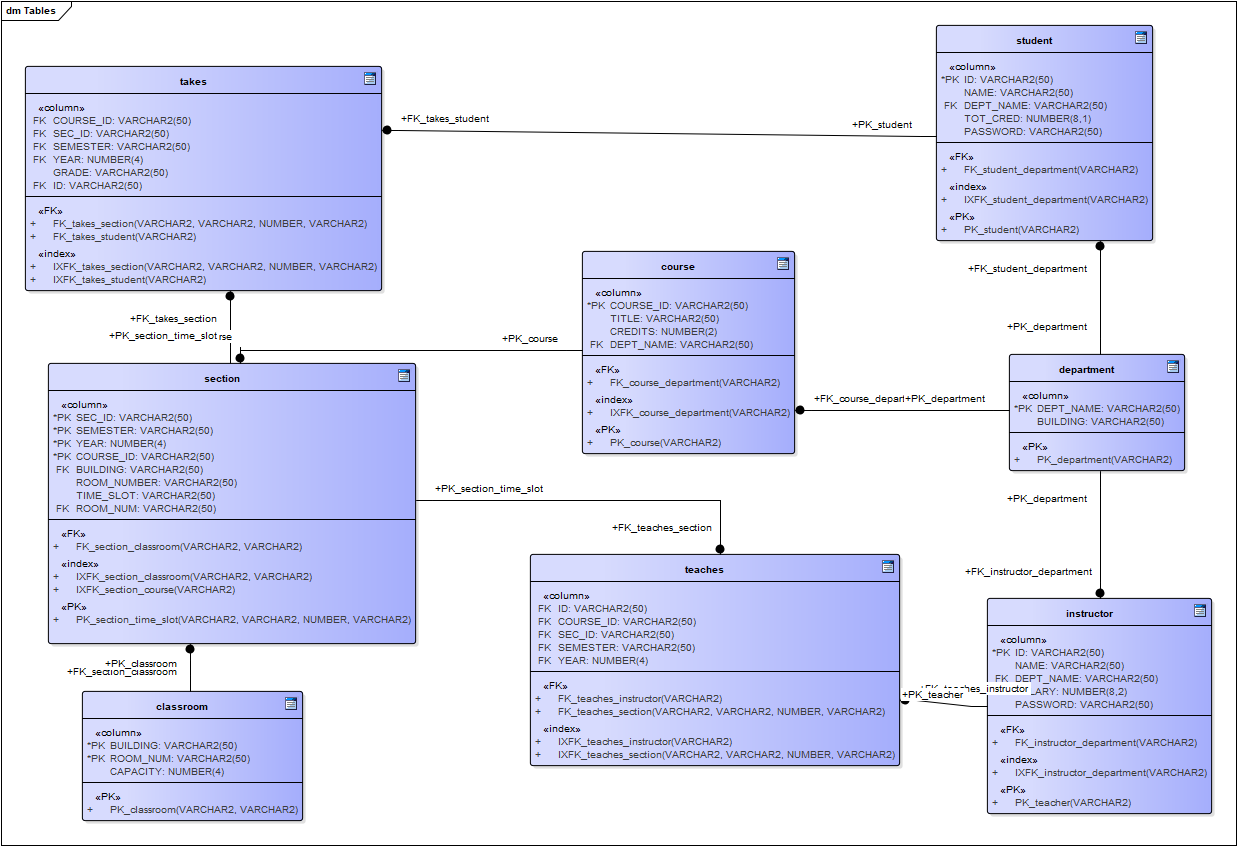 dm Tables
takes
«column»
FK COURSE_ID: VARCHAR2(50)
FK SEC_ID: VARCHAR2(50)
FK SEMESTER: VARCHAR2(50)
FK YEAR: NUMBER(4)
GRADE: VARCHAR2(50)
FK ID: VARCHAR2(50)
«FK»
+ FK_takes_section(VARCHAR2, VARCHAR2, NUMBER, VARCHAR2)
+ FK_takes_student(VARCHAR2)
«index»
+ IXFK_takes_section(VARCHAR2, VARCHAR2, NUMBER, VARCHAR2)
+ IXFK_takes_student(VARCHAR2)
+FK_takes_student
+PK_student
student
«column»
*PK ID: VARCHAR2(50)
NAME: VARCHAR2(50)
FK DEPT_NAME: VARCHAR2(50)
TOT_CRED: NUMBER(8,1)
PASSWORD: VARCHAR2(50)
«FK»
+ FK_student_department(VARCHAR2)
«index»
+ IXFK_student_department(VARCHAR2)
«PK»
+ PK_student(VARCHAR2)
+FK_student_department
+PK_department
course
«column»
*PK COURSE_ID: VARCHAR2(50)
TITLE: VARCHAR2(50)
CREDITS: NUMBER(2)
FK DEPT_NAME: VARCHAR2(50)
«FK»
+ FK_course_department(VARCHAR2)
«index»
+ IXFK_course_department(VARCHAR2)
«PK»
+ PK_course(VARCHAR2)
+FK_takes_section
+PK_section_time_slot
+PK_course
+PK_department
department
«column»
*PK DEPT_NAME: VARCHAR2(50)
BUILDING: VARCHAR2(50)
«PK»
+ PK_department(VARCHAR2)
section
«column»
*PK SEC_ID: VARCHAR2(50)
*PK SEMESTER: VARCHAR2(50)
*PK YEAR: NUMBER(4)
*PK COURSE_ID: VARCHAR2(50)
FK BUILDING: VARCHAR2(50)
ROOM_NUMBER: VARCHAR2(50)
TIME_SLOT: VARCHAR2(50)
FK ROOM_NUM: VARCHAR2(50)
«FK»
+ FK_section_classroom(VARCHAR2, VARCHAR2)
«index»
+ IXFK_section_classroom(VARCHAR2, VARCHAR2)
+ IXFK_section_course(VARCHAR2)
«PK»
+ PK_section_time_slot(VARCHAR2, VARCHAR2, NUMBER, VARCHAR2)
+PK_section_time_slot
+FK_teaches_section
+PK_department
+FK_instructor_department
teaches
«column»
FK ID: VARCHAR2(50)
FK COURSE_ID: VARCHAR2(50)
FK SEC_ID: VARCHAR2(50)
FK SEMESTER: VARCHAR2(50)
FK YEAR: NUMBER(4)
«FK»
+ FK_teaches_instructor(VARCHAR2)
+ FK_teaches_section(VARCHAR2, VARCHAR2, NUMBER, VARCHAR2)
«index»
+ IXFK_teaches_instructor(VARCHAR2)
+ IXFK_teaches_section(VARCHAR2, VARCHAR2, NUMBER, VARCHAR2)
+PK_teacher
instructor
«column»
*PK ID: VARCHAR2(50)
NAME: VARCHAR2(50)
FK DEPT_NAME: VARCHAR2(50)
NUMBER(8,2)
PASSWORD: VARCHAR2(50)
«FK»
+ FK_instructor_department(VARCHAR2)
«index»
+ IXFK_instructor_department(VARCHAR2)
«PK»
+ PK_teacher(VARCHAR2)
+PK_classroom
+FK_section_classroom
classroom
«column»
*PK BUILDING: VARCHAR2(50)
*PK ROOM_NUM: VARCHAR2(50)
CAPACITY: NUMBER(4)
«PK»
+ PK_classroom(VARCHAR2, VARCHAR2)